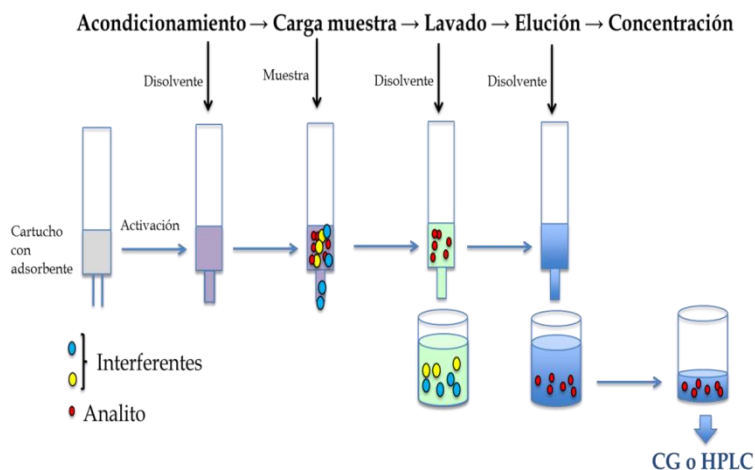 Acondicionamiento → Carga muestra → Lavado → Elución → Concentración
Disolvente
Muestra
Disolvente
Disolvente
Cartucho
con
adsorbente
Activación
Interferentes
Analito
CG o HPLC